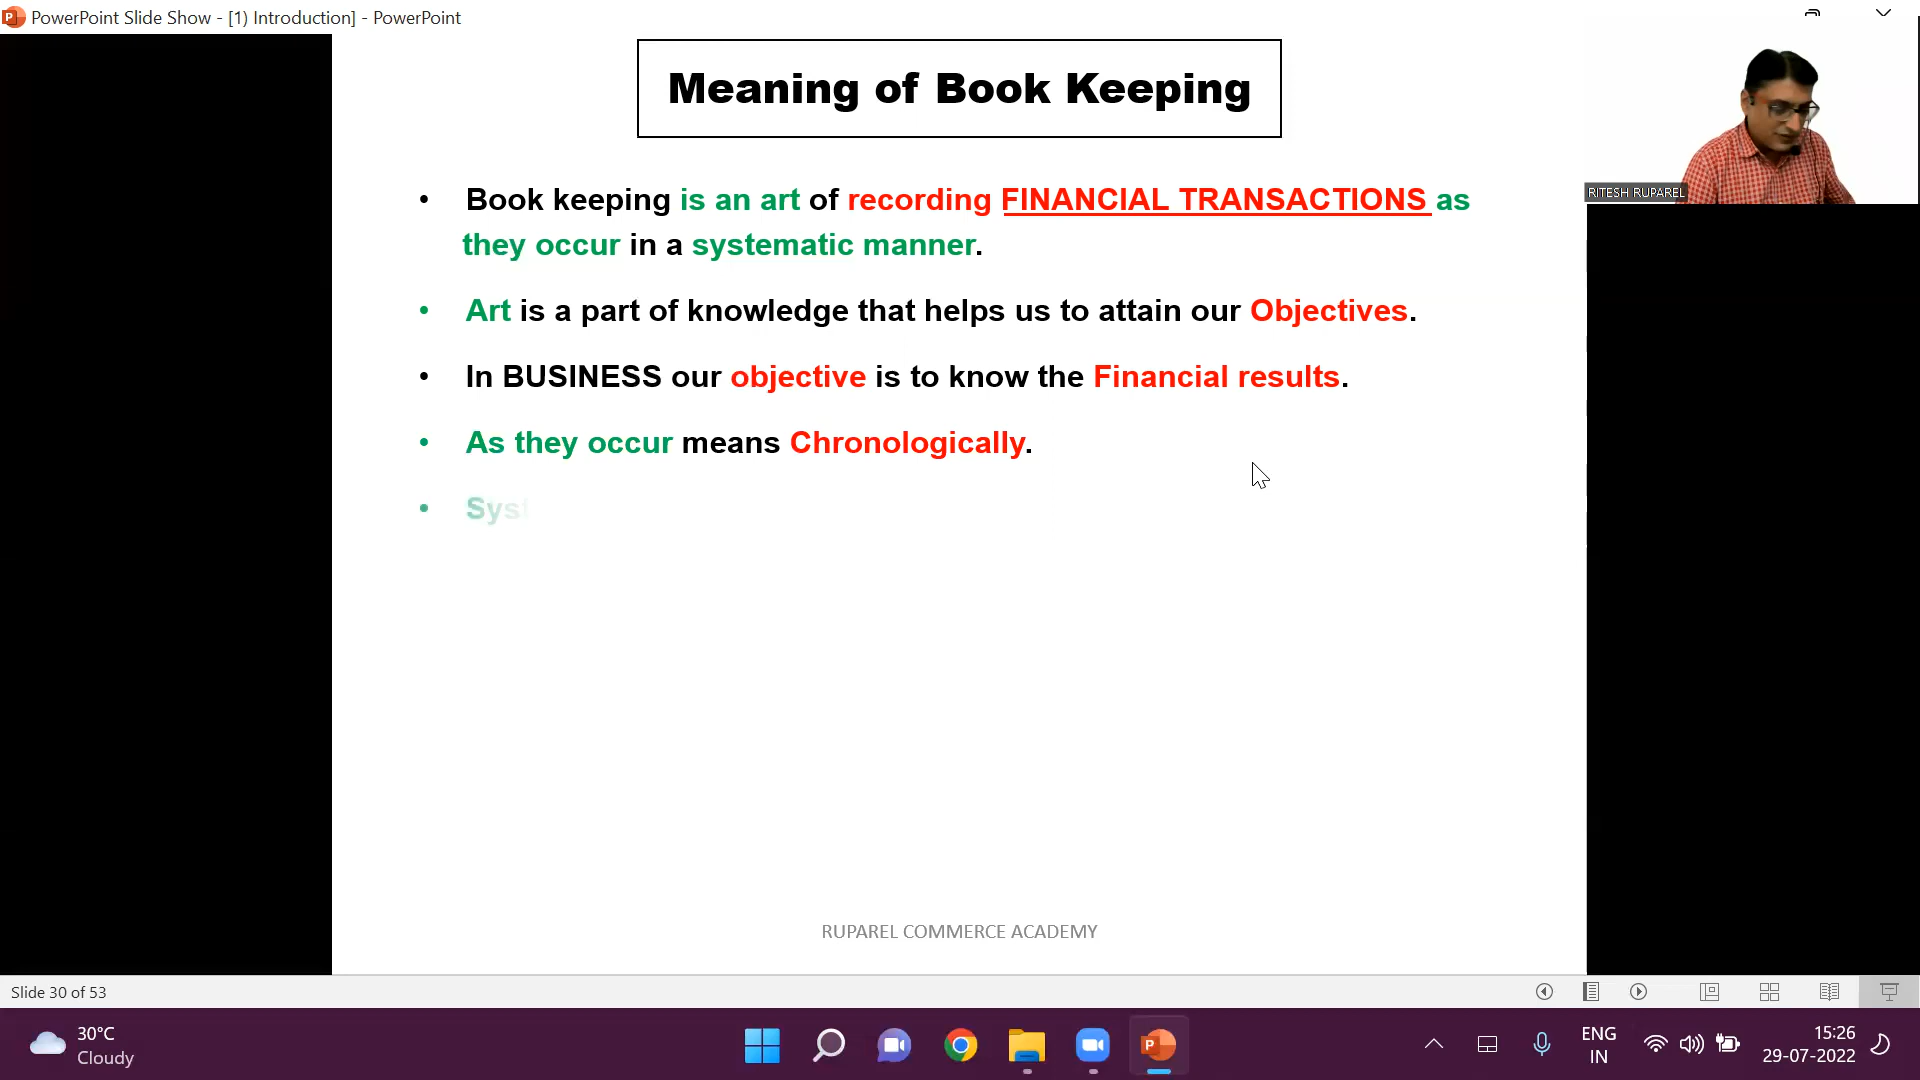 PowerPoint Slide Show - [1) Introduction] - PowerPoint
Meaning of Book Keeping
• Book keeping is an art of recording FINANCIAL TRANSACTIONS as
they occur in a systematic manner.
RITESH RUPAREL
• Art is a part of knowledge that helps us to attain our Objectives.
• In BUSINESS our objective is to know the Financial results.
• As they occur means Chronologically.
• Syst
RUPAREL COMMERCE ACADEMY
Slide 30 of 53
30°C
Cloudy
ENG
IN
15:26
29-07-2022